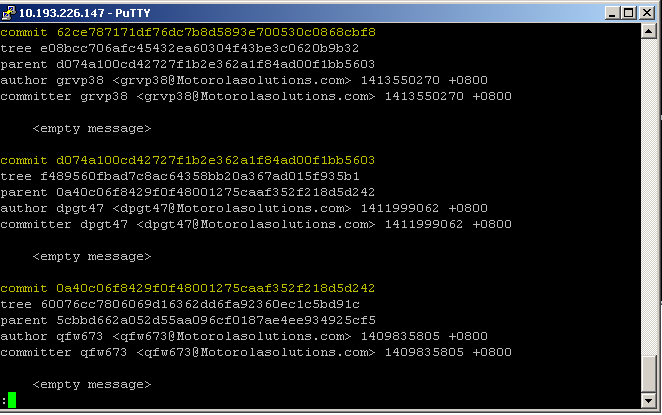 10.193.226.147 - PuTTY
commit 62ce787171df76dc7b8d5893e700530c0868cbf8
tree e08bcc706afc45432ea60304f43be3c0620b9b32
parent d074a100cd42727f1b2e362a1f84ad00f1bb5603
author grvp38 <grvp38@Motorolasolutions.com> 1413550270 +0800
committer grvp38 <grvp38@Motorolasolutions.com> 1413550270 +0800
<empty message>
commit d074a100cd42727f1b2e362a1f84ad00f1bb5603
tree f489560fbad7c8ac64358bb20a367ad015f935b1
parent 0a40c06f8429f0f48001275caaf352f218d5d242
author dpgt47 <dpgt47@Motorolasolutions.com> 1411999062 +0800
committer dpgt47 <dpgt47@Motorolasolutions.com> 1411999062 +0800
<empty message>
commit 0a40c06f8429f0f48001275caaf352f218d5d242
tree 60076cc7806069d16362dd6fa92360ec1c5bd91c
parent 5cbbd662a052d55aa096cf0187ae4ee934925cf5
author qfw673 <qfw673@Motorolasolutions.com> 1409835805 +0800
committer qfw673 <qfw673@Motorolasolutions.com> 1409835805 +0800
<empty message>
: